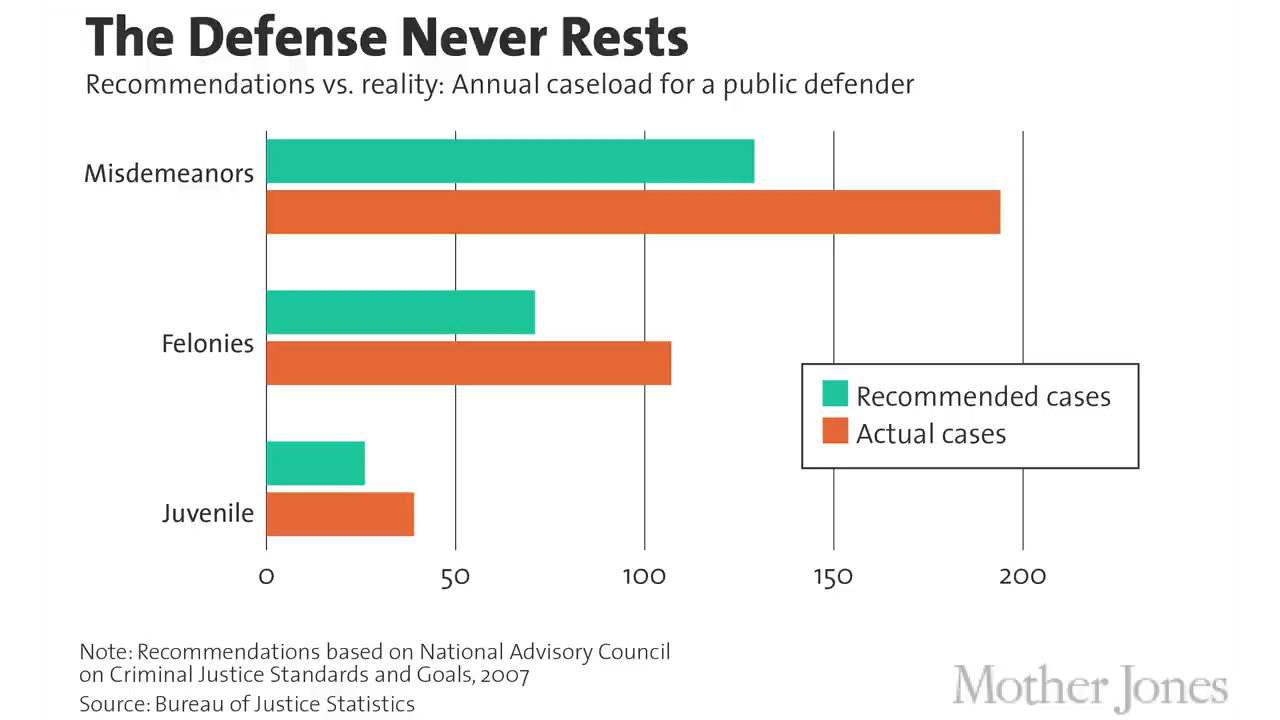 The Defense Never Rests
Recommendations vs. reality: Annual caseload for a public defender
Misdemeanors
Felonies
Juvenile
Recommended cases
Actual cases
0 50 100 150 200
Note: Recommendations based on National Advisory Council
on Criminal Justice Standards and Goals, 2007
Source: Bureau of Justice Statistics
Mother Jones